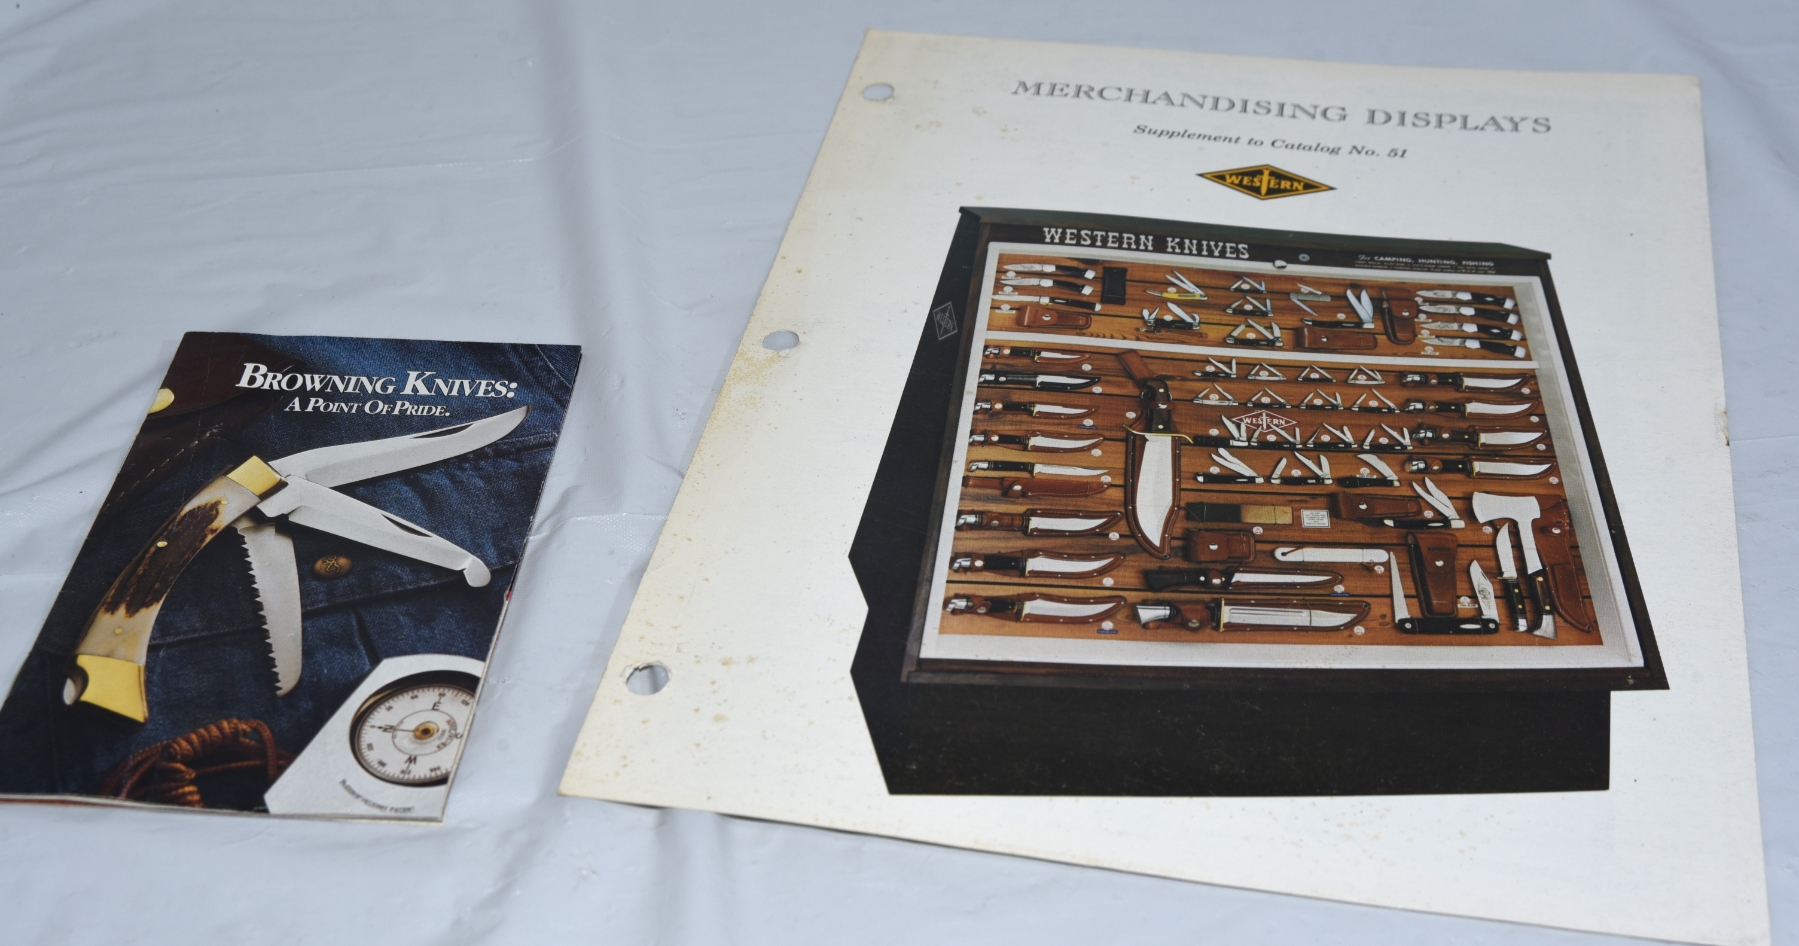 BROWNING KNIVES:
A POINT OF PRIDE.
MERCHANDISING DISPLAYS
Supplement to Catalog No. 51
WESTERN
WESTERN KNIVES
For CAMPING, HUNTING, FISHING
WESTERN
E
W